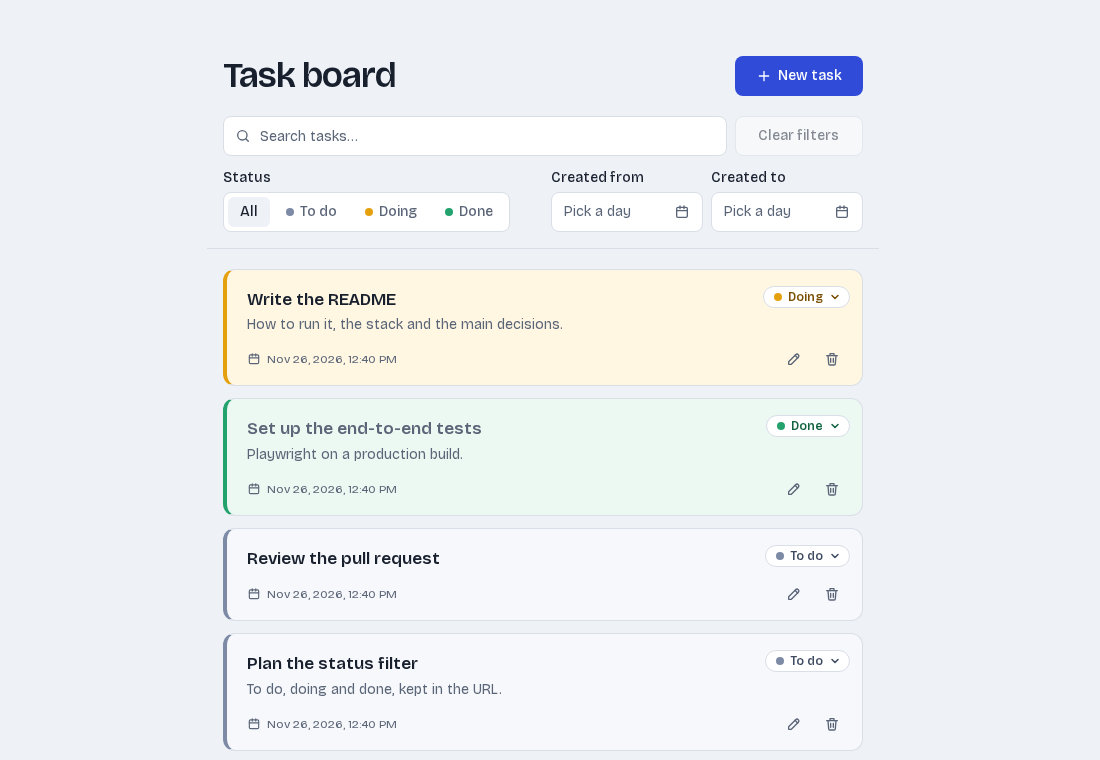 Task board
New task
Search tasks...
Clear filters
Status
Created from
Created to
All
To do
Doing
Done
Pick a day
Pick a day
Write the README
Doing
How to run it, the stack and the main decisions.
Nov 26, 2026, 12:40 PM
Set up the end-to-end tests
Done
Playwright on a production build.
Nov 26, 2026, 12:40 PM
Review the pull request
To do
Nov 26, 2026, 12:40 PM
Plan the status filter
To do
To do, doing and done, kept in the URL.
Nov 26, 2026, 12:40 PM